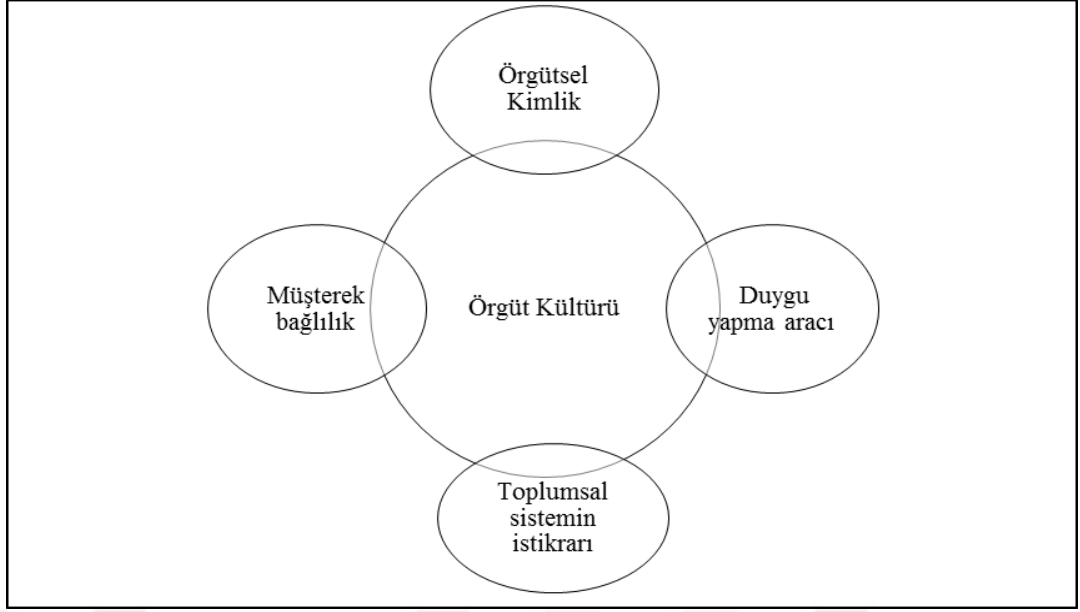 Örgütsel
Kimlik
Müşterek
bağlılık
Örgüt Kültürü
Duygu
yapma aracı
Toplumsal
sistemin
istikrarı